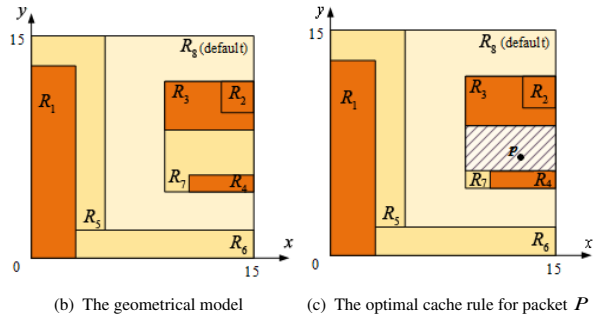 y
15
R8 (default)
R1
R3
R2
R7
R4
R5
R6
x
0
15
(b) The geometrical model
y
15
R8 (default)
R1
R3
R2
P
R7
R4
R5
R6
x
0
15
(c) The optimal cache rule for packet P